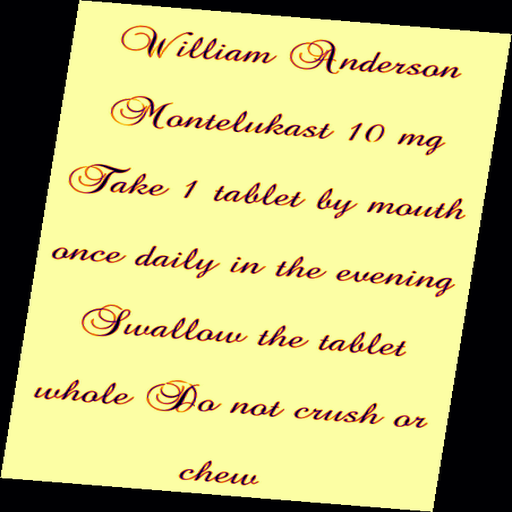 William Anderson
Montelukast 10 mg
Take 1 tablet by mouth
once daily in the evening
Swallow the tablet
whole Do not crush or
chew